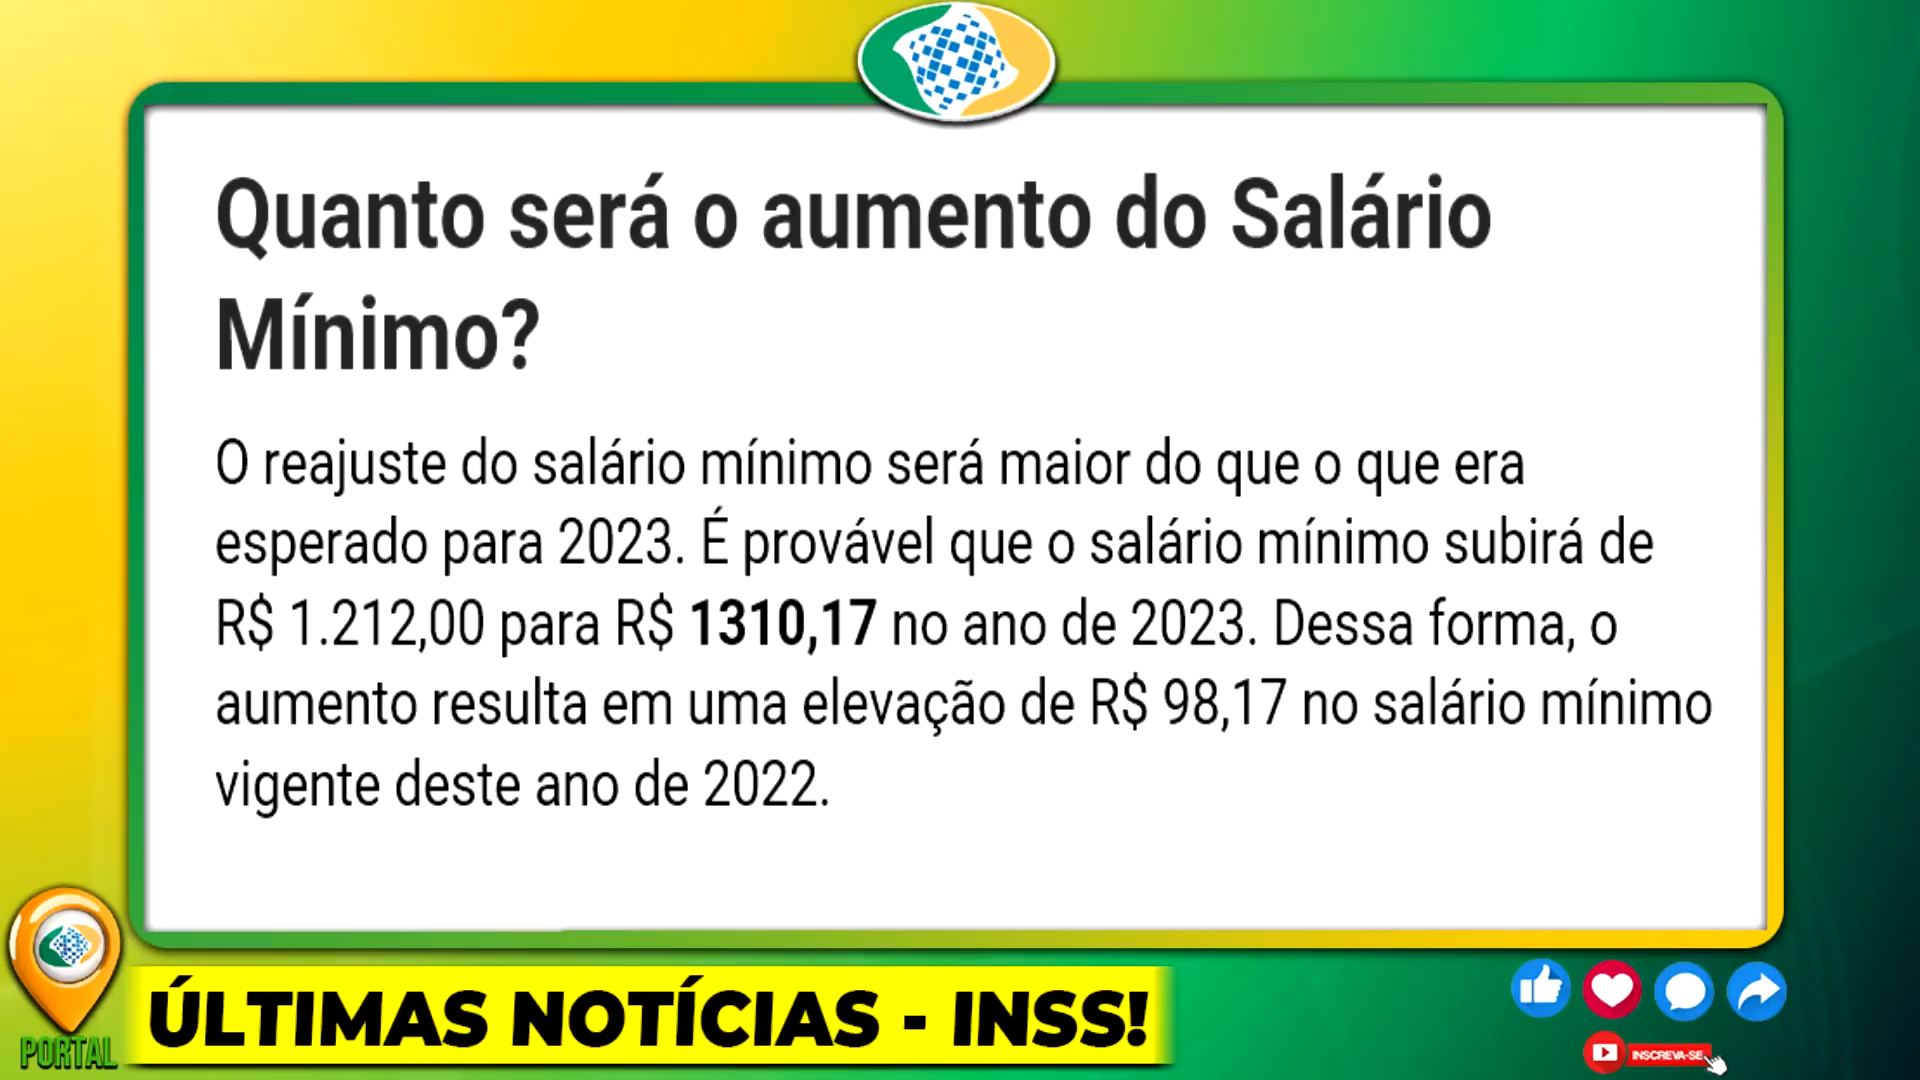 Quanto será o aumento do Salário
Mínimo?
O reajuste do salário mínimo será maior do que o que era
esperado para 2023. É provável que o salário mínimo subirá de
R$ 1.212,00 para R$ 1310,17 no ano de 2023. Dessa forma, o
aumento resulta em uma elevação de R$ 98,17 no salário mínimo
vigente deste ano de 2022.
ÚLTIMAS NOTÍCIAS - INSS!
PORTAL
INSCREVA-SE